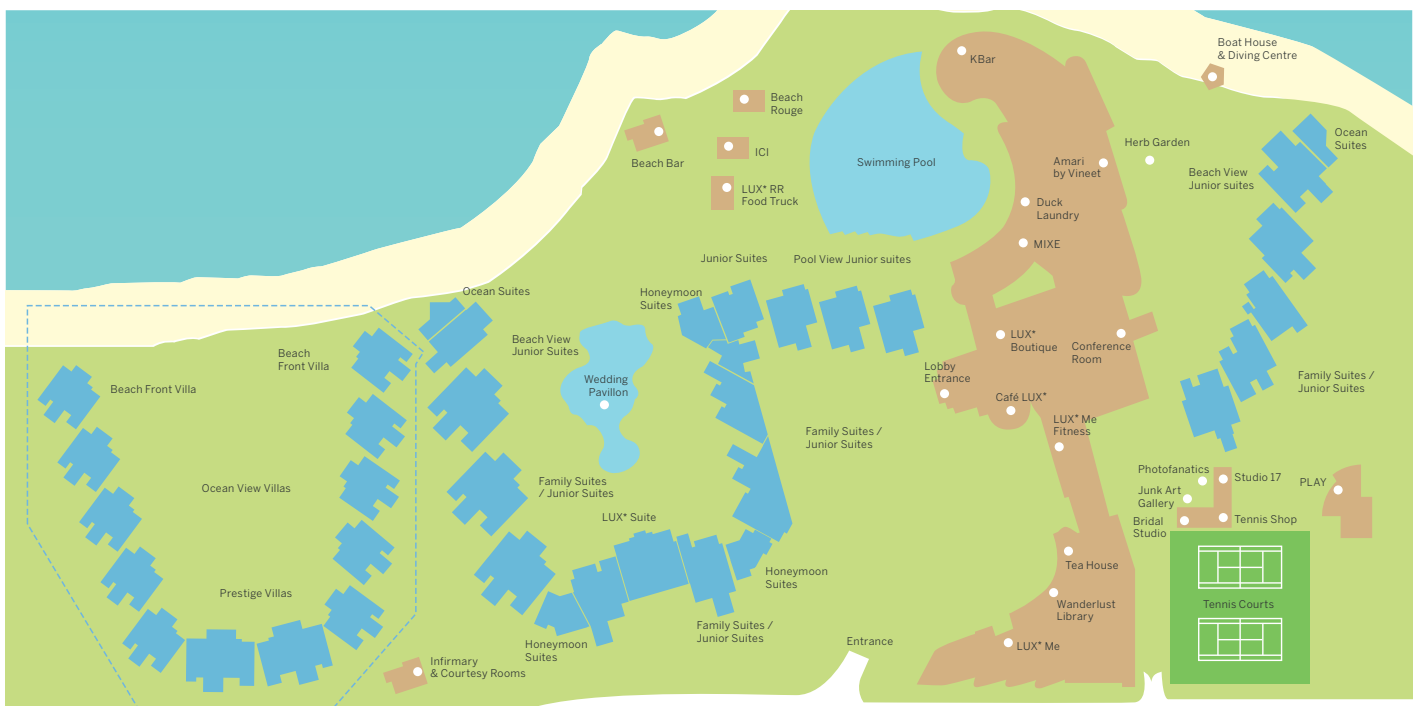 Boat House
& Diving Centre
KBar
Beach
Rouge
Beach Bar
ICI
LUX* RR
Food Truck
Swimming Pool
Amari
by Vineet
Herb Garden
Ocean
Suites
Beach View
Junior suites
Duck
Laundry
MIXE
Junior Suites
Pool View Junior suites
Ocean Suites
Honeymoon
Suites
Beach View
Junior Suites
LUX*
Boutique
Conference
Room
Beach
Front Villa
Beach Front Villa
Wedding
Pavillon
Lobby
Entrance
Café LUX*
Family Suites /
Junior Suites
LUX* Me
Fitness
Family Suites /
Junior Suites
Photofanatics
Studio 17
PLAY
Junk Art
Gallery
Bridal
Studio
Tennis Shop
Ocean View Villas
Family Suites
/ Junior Suites
LUX* Suite
Tea House
Honeymoon
Suites
Prestige Villas
Wanderlust
Library
Tennis Courts
Family Suites /
Junior Suites
Honeymoon
Suites
Entrance
LUX* Me
Infirmary
& Courtesy Rooms